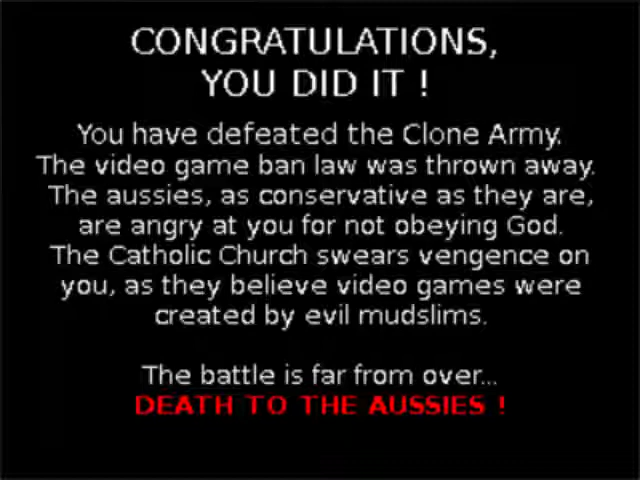 CONGRATULATIONS,
YOU DID IT !
You have defeated the Clone Army.
The video game ban law was thrown away.
The aussies, as conservative as they are,
are angry at you for not obeying God.
The Catholic Church swears vengence on
you, as they believe video games were
created by evil mudslims.
The battle is far from over...
DEATH TO THE AUSSIES !